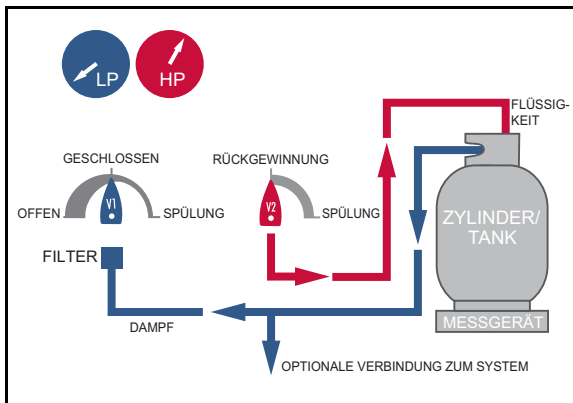 LP
HP
FLÜSSIG-
KEIT
GESCHLOSSEN
RÜCKGEWINNUNG
V1
V2
OFFEN
SPÜLUNG
SPÜLUNG
ZYLINDER/
TANK
FILTER
MESSGERÄT
DAMPF
OPTIONALE VERBINDUNG ZUM SYSTEM